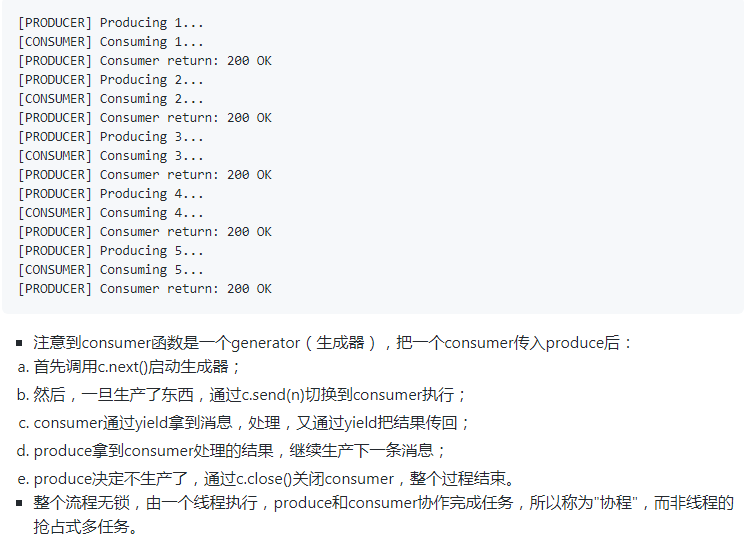 [PRODUCER] Producing 1...
[CONSUMER] Consuming 1...
[PRODUCER] Consumer return: 200 OK
[PRODUCER] Producing 2...
[CONSUMER] Consuming 2...
[PRODUCER] Consumer return: 200 OK
[PRODUCER] Producing 3...
[CONSUMER] Consuming 3...
[PRODUCER] Consumer return: 200 OK
[PRODUCER] Producing 4...
[CONSUMER] Consuming 4...
[PRODUCER] Consumer return: 200 OK
[PRODUCER] Producing 5...
[CONSUMER] Consuming 5...
[PRODUCER] Consumer return: 200 OK
▪ 注意到consumer函数是一个generator（生成器），把一个consumer传入produce后：
a. 首先调用c.next()启动生成器；
b. 然后，一旦生产了东西，通过c.send(n)切换到consumer执行；
c. consumer通过yield拿到消息，处理，又通过yield把结果传回；
d. produce拿到consumer处理的结果，继续生产下一条消息；
e. produce决定不生产了，通过c.close()关闭consumer，整个过程结束。
▪ 整个流程无锁，由一个线程执行，produce和consumer协作完成任务，所以称为"协程"，而非线程的
抢占式多任务。